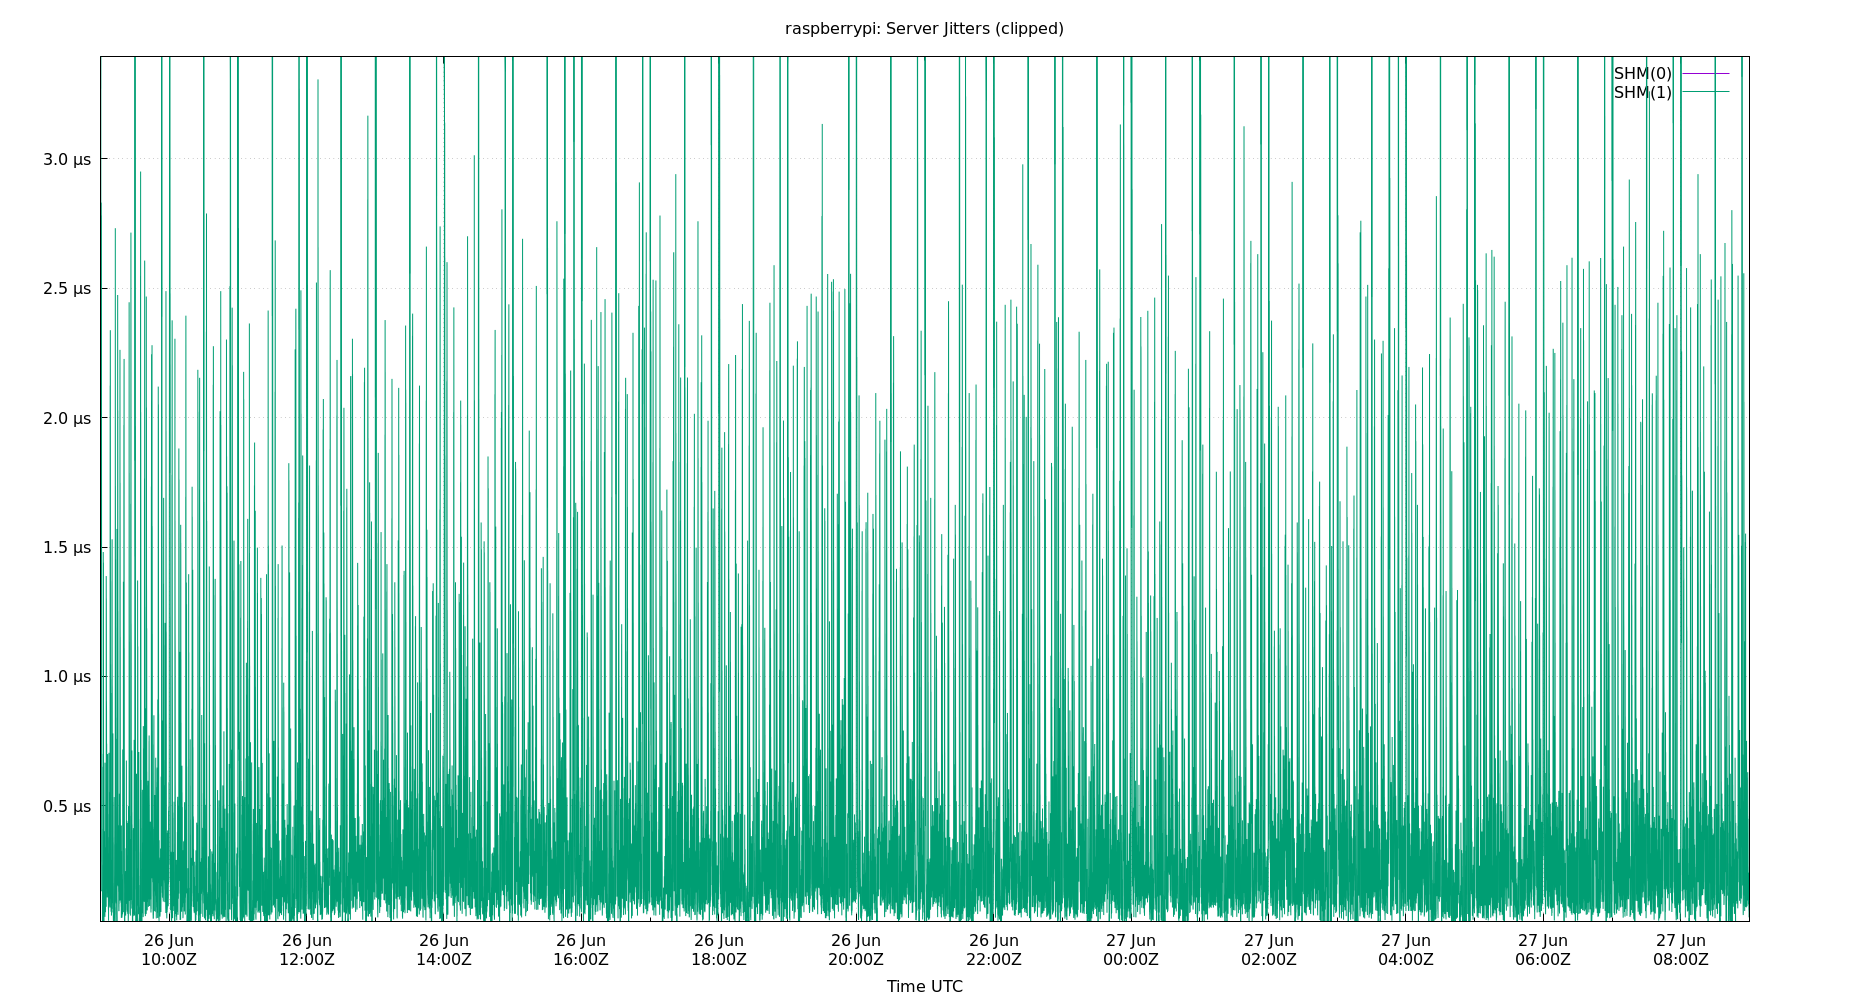 raspberrypi: Server Jitters (clipped)
SHM(0)
SHM(1)
3.0 µs
2.5 µs
2.0 µs
1.5 µs
1.0 µs
0.5 µs
26 Jun 26 Jun 26 Jun 26 Jun 26 Jun 26 Jun 26 Jun 27 Jun 27 Jun 27 Jun 27 Jun 27 Jun
10:00Z 12:00Z 14:00Z 16:00Z 18:00Z 20:00Z 22:00Z 00:00Z 02:00Z 04:00Z 06:00Z 08:00Z
Time UTC